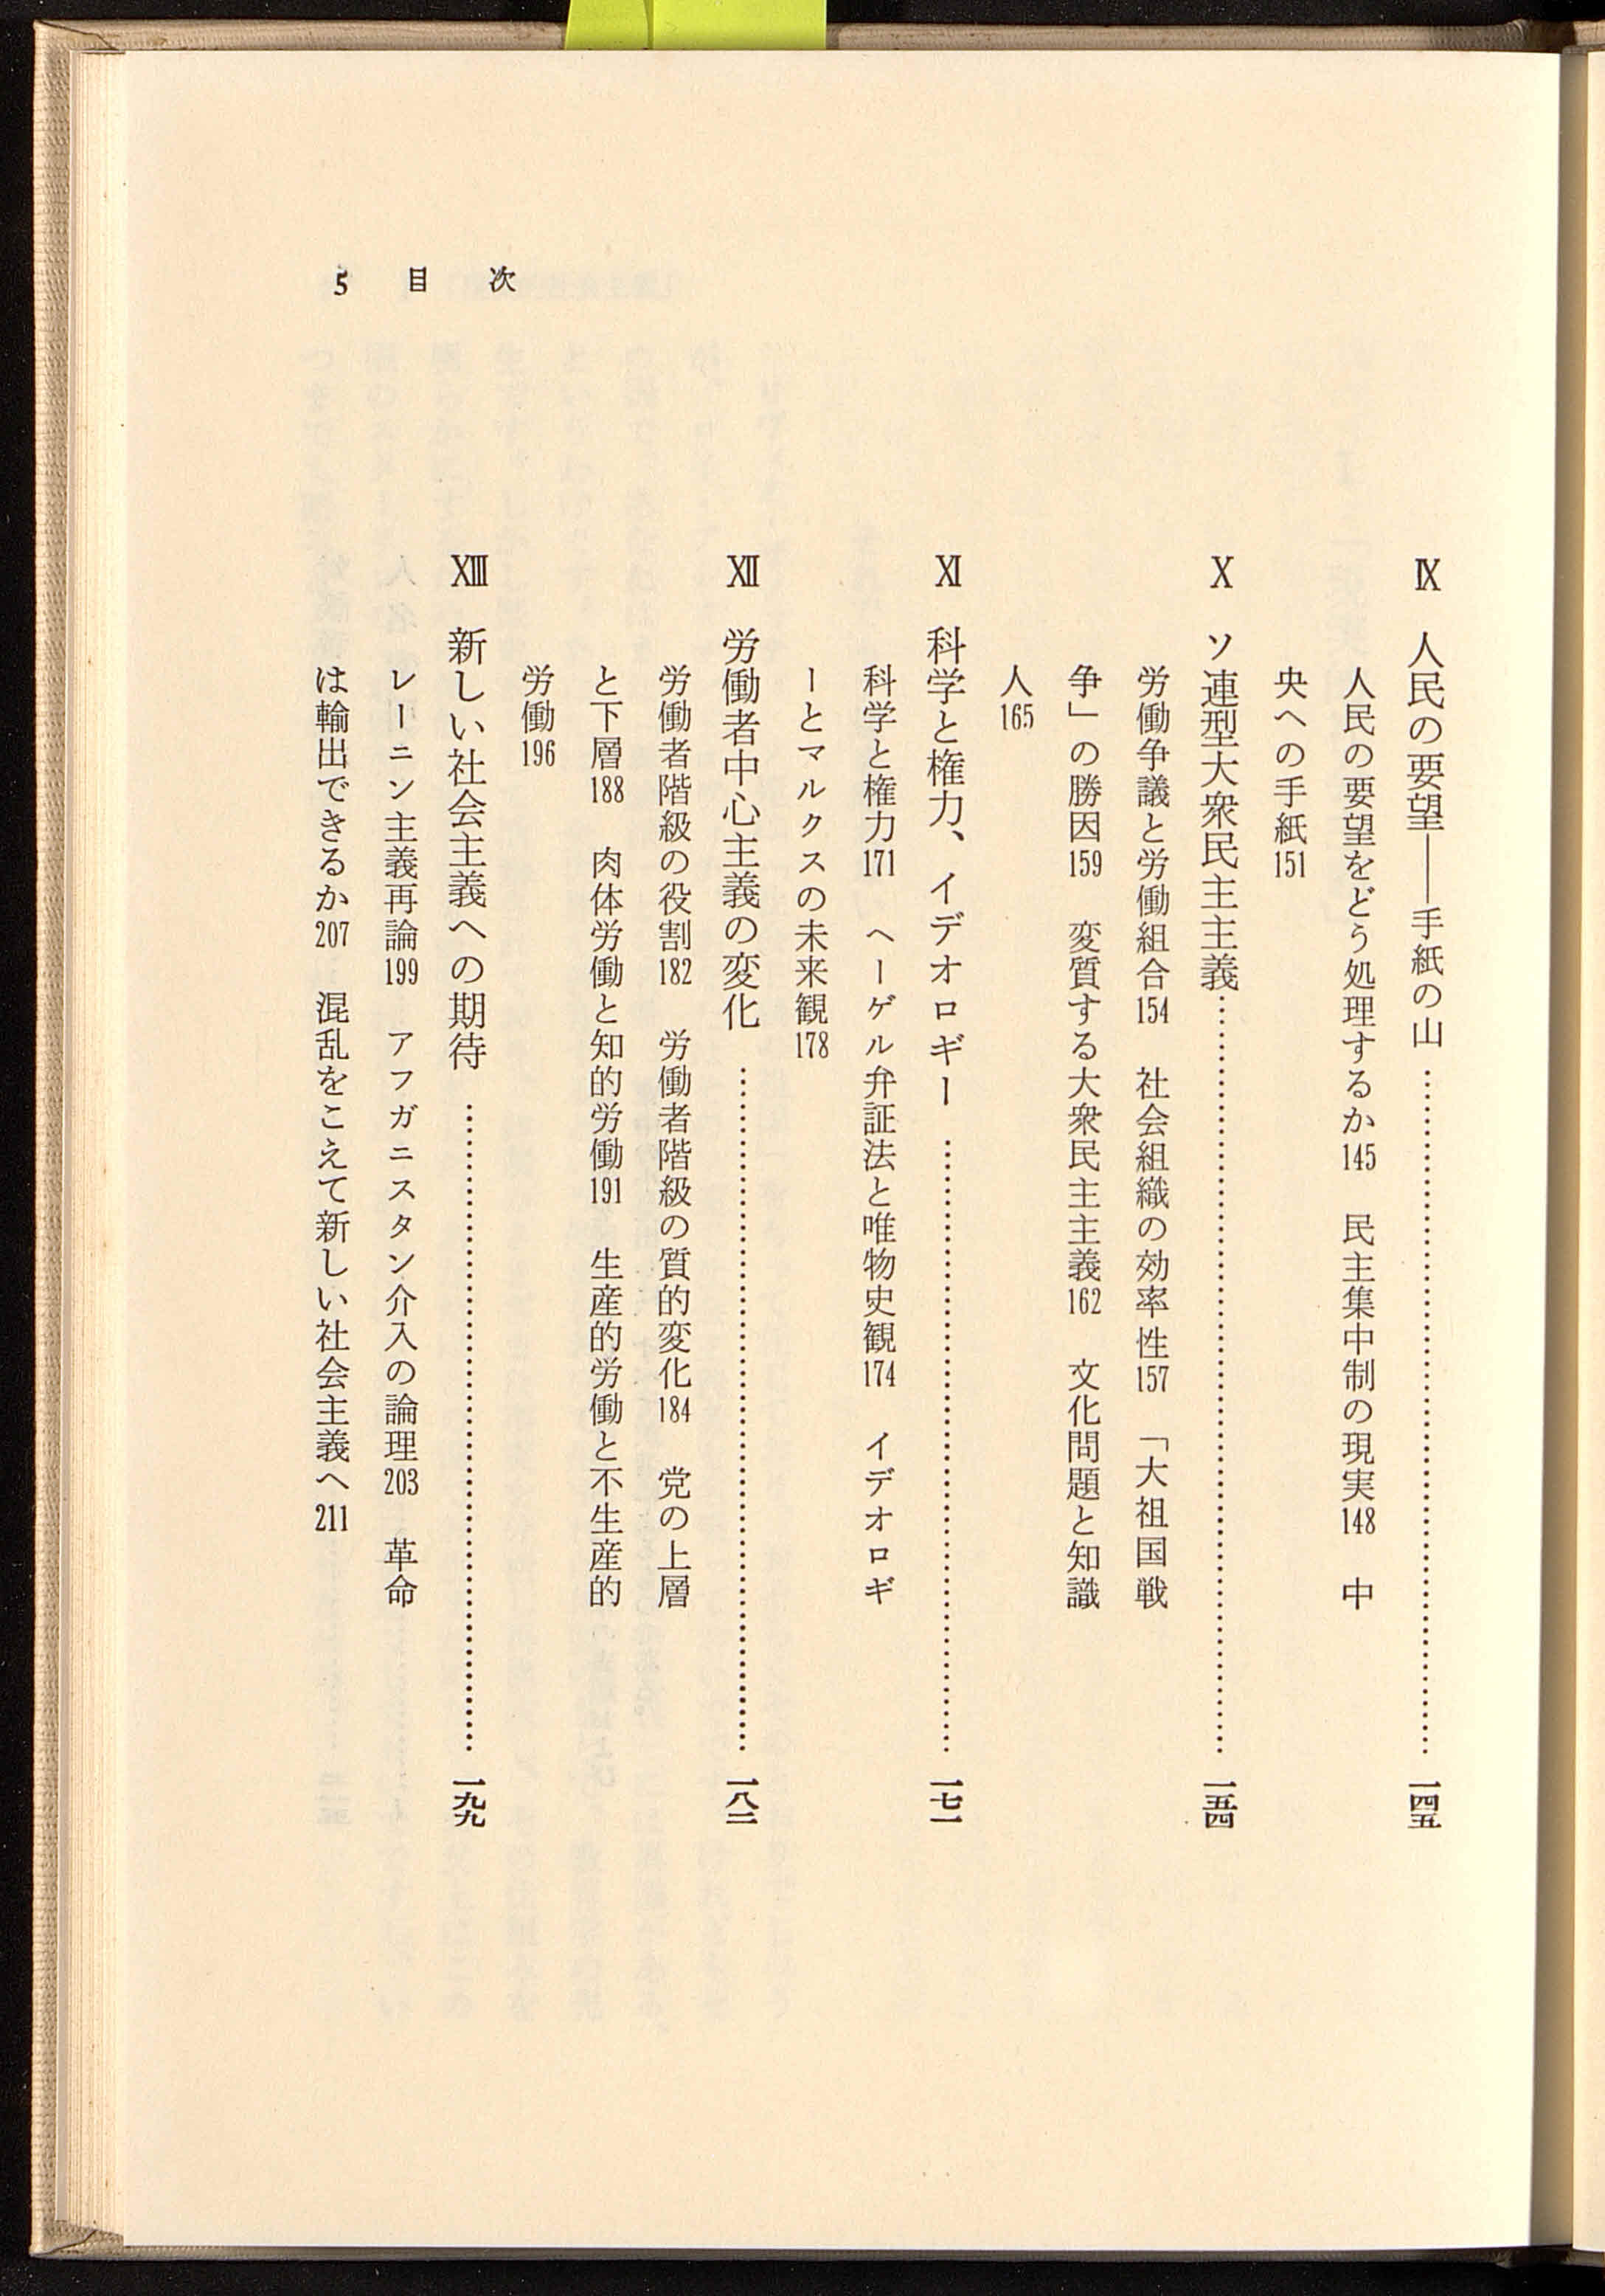 5 目次
Ⅸ 人民の要望――手紙の山 …………………… 一四五
人民の要望をどう処理するか145 民主集中制の現実148 中
央への手紙151
Ⅹ ソ連型大衆民主主義 …………………… 一五四
労働争議と労働組合154 社会組織の効率性157 「大祖国戦
争」の勝因159 変質する大衆民主主義162 文化問題と知識
人165
Ⅺ 科学と権力、イデオロギー …………………… 一七一
科学と権力171 ヘーゲル弁証法と唯物史観174 イデオロギ
ーとマルクスの未来観178
Ⅻ 労働者中心主義の変化 …………………… 一八二
労働者階級の役割182 労働者階級の質的変化184 党の上層
と下層188 肉体労働と知的労働191 生産的労働と不生産的
労働196
XIII 新しい社会主義への期待 …………………… 一九九
レーニン主義再論199 アフガニスタン介入の論理203 革命
は輸出できるか207 混乱をこえて新しい社会主義へ211